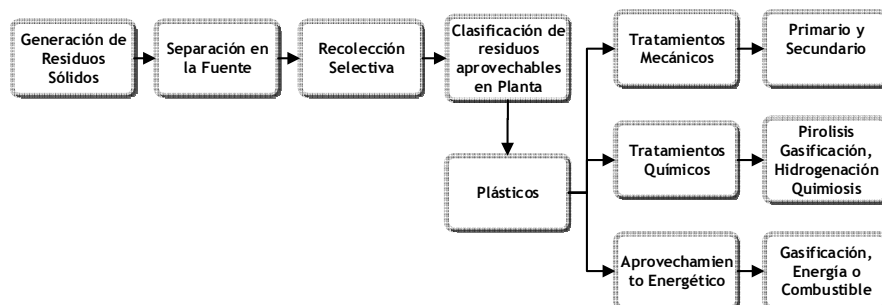 Generación de
Residuos
Sólidos
Separación en
la Fuente
Recolección
Selectiva
Clasificación de
residuos
aprovechables
en Planta
Plásticos
Tratamientos
Mecánicos
Primario y
Secundario
Tratamientos
Químicos
Pirolisis
Gasificación,
Hidrogenación
Quimiosis
Aprovechamien
to Energético
Gasificación,
Energía o
Combustible